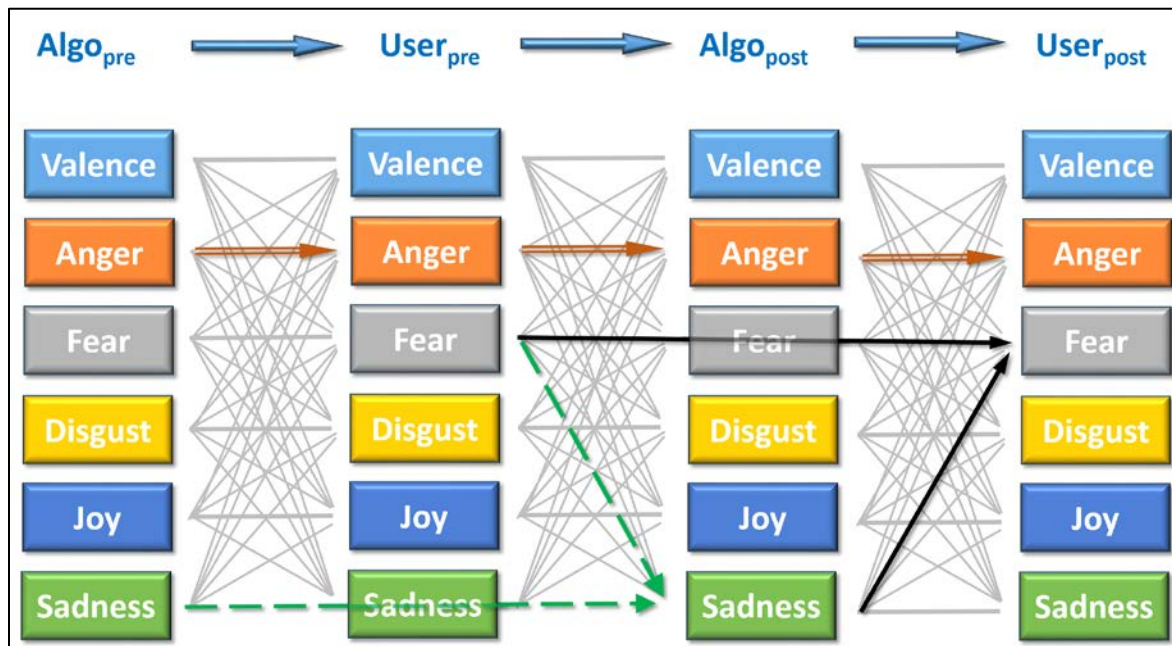 Algopre Userpre Algopost Userpost
Valence Valence Valence Valence
Anger Anger Anger Anger
Fear Fear Fear Fear
Disgust Disgust Disgust Disgust
Joy Joy Joy Joy
Sadness Sadness Sadness Sadness